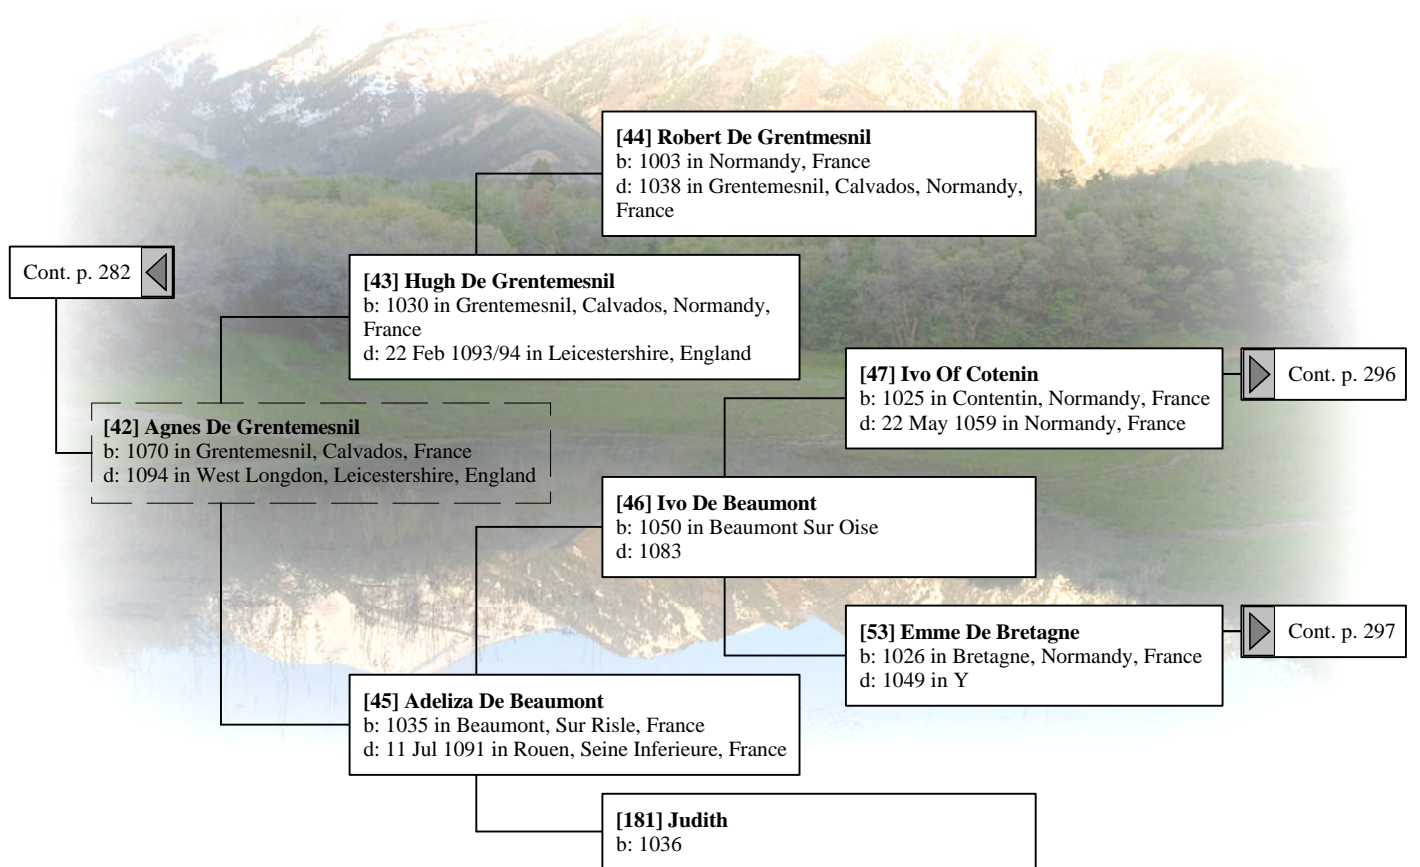 [44] Robert De Grentmesnil
b: 1003 in Normandy, France
d: 1038 in Grentemesnil, Calvados, Normandy,
France
Cont. p. 282
[43] Hugh De Grentemesnil
b: 1030 in Grentemesnil, Calvados, Normandy,
France
d: 22 Feb 1093/94 in Leicestershire, England
[47] Ivo Of Cotenin
b: 1025 in Contentin, Normandy, France
d: 22 May 1059 in Normandy, France
Cont. p. 296
[42] Agnes De Grentemesnil
b: 1070 in Grentemesnil, Calvados, France
d: 1094 in West Longdon, Leicestershire, England
[46] Ivo De Beaumont
b: 1050 in Beaumont Sur Oise
d: 1083
[53] Emme De Bretagne
b: 1026 in Bretagne, Normandy, France
d: 1049 in Y
Cont. p. 297
[45] Adeliza De Beaumont
b: 1035 in Beaumont, Sur Risle, France
d: 11 Jul 1091 in Rouen, Seine Inferieure, France
[181] Judith
b: 1036